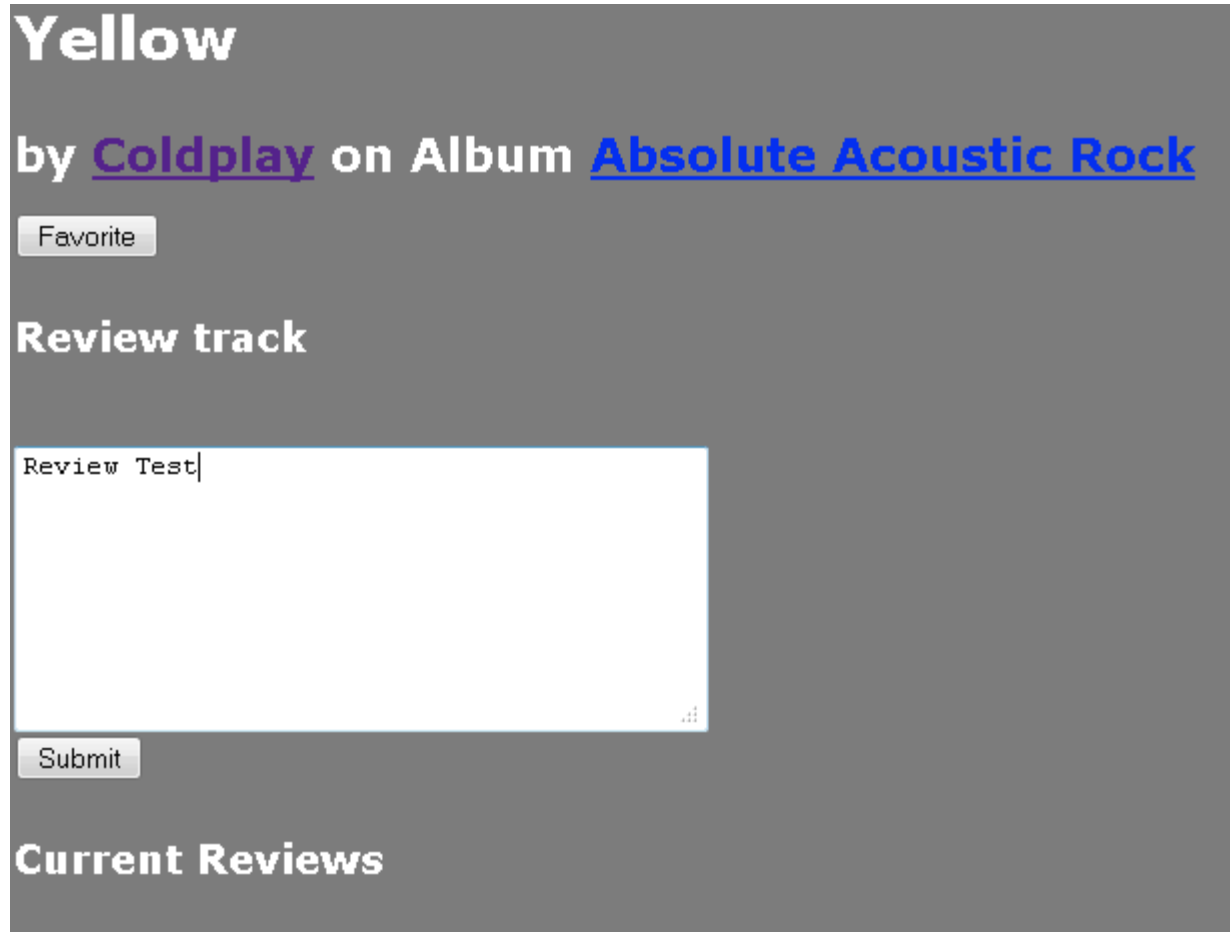 Yellow
by Coldplay on Album Absolute Acoustic Rock
Favorite
Review track
Review Test
Submit
Current Reviews